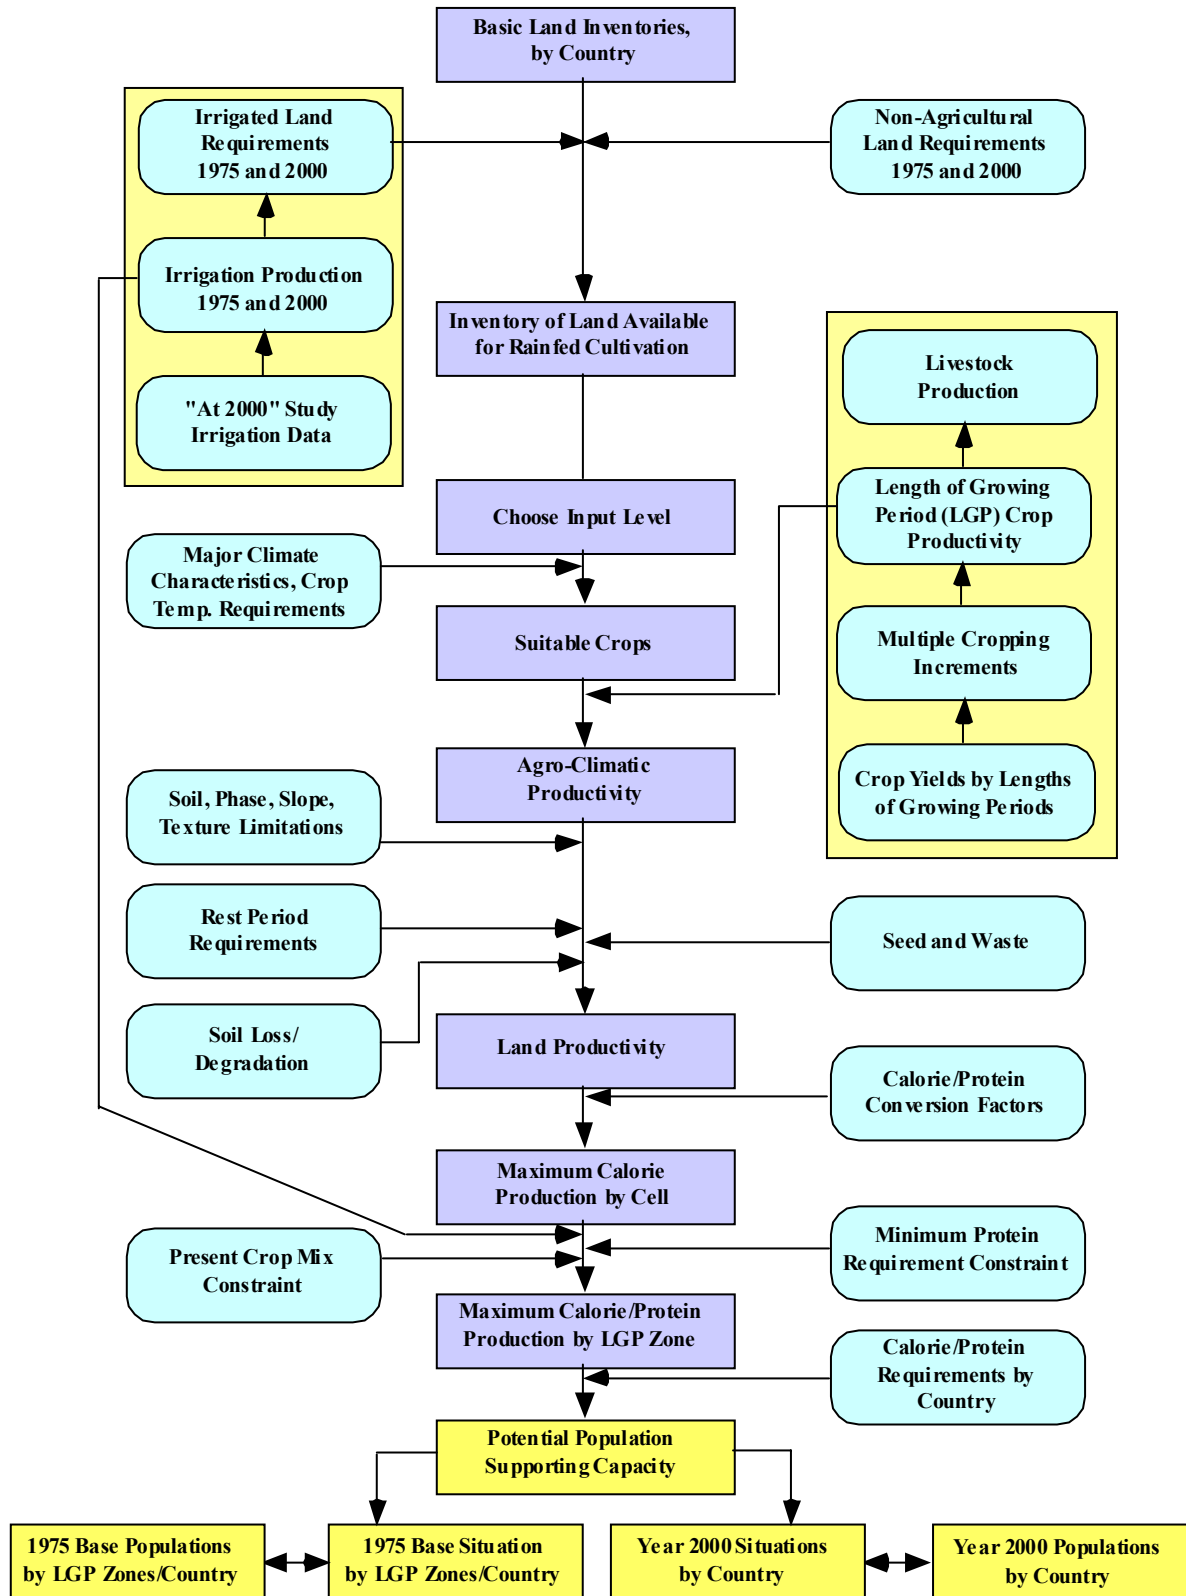 Basic Land Inventories,
by Country
Irrigated Land
Requirements
1975 and 2000
Non-Agricultural
Land Requirements
1975 and 2000
Irrigation Production
1975 and 2000
"At 2000" Study
Irrigation Data
Inventory of Land Available
for Rainfed Cultivation
Livestock
Production
Length of Growing
Period (LGP) Crop
Productivity
Multiple Cropping
Increments
Crop Yields by Lengths
of Growing Periods
Choose Input Level
Major Climate
Characteristics, Crop
Temp. Requirements
Suitable Crops
Agro-Climatic
Productivity
Soil, Phase, Slope,
Texture Limitations
Rest Period
Requirements
Seed and Waste
Soil Loss/
Degradation
Land Productivity
Calorie/Protein
Conversion Factors
Maximum Calorie
Production by Cell
Present Crop Mix
Constraint
Minimum Protein
Requirement Constraint
Maximum Calorie/Protein
Production by LGP Zone
Calorie/Protein
Requirements by
Country
Potential Population
Supporting Capacity
1975 Base Populations
by LGP Zones/Country
1975 Base Situation
by LGP Zones/Country
Year 2000 Situations
by Country
Year 2000 Populations
by Country